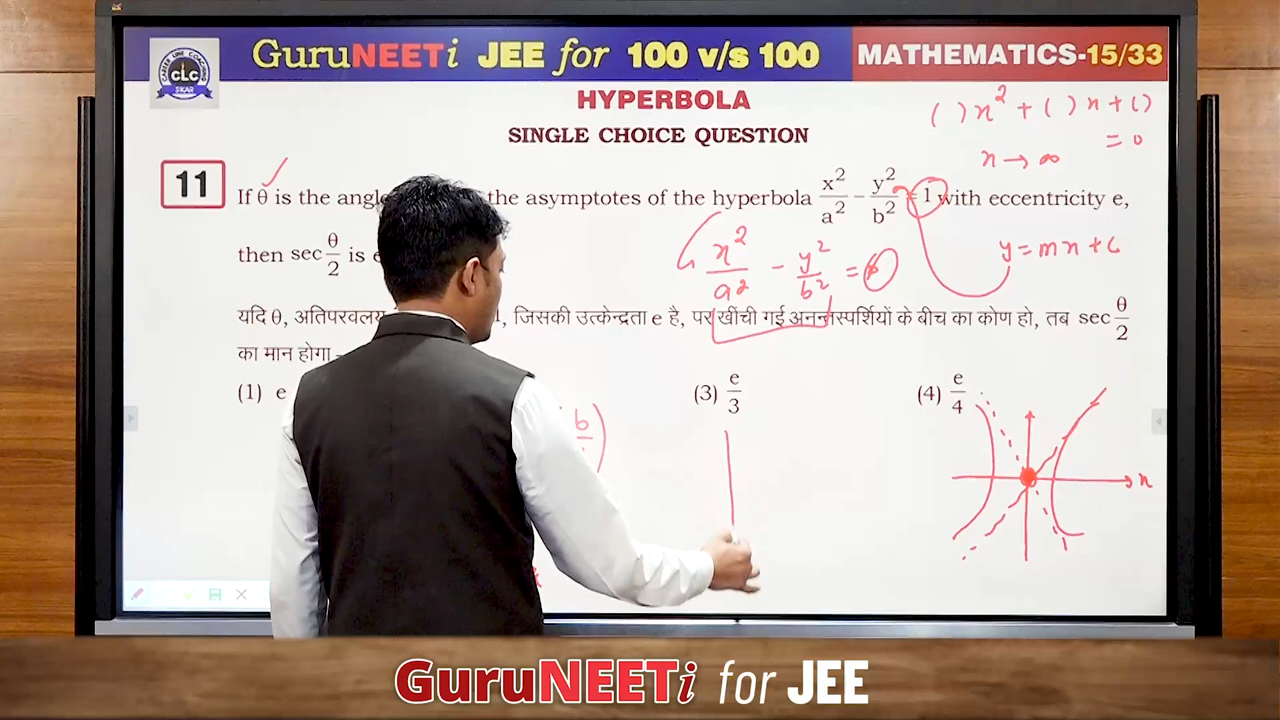 GuruNEETi JEE for 100 v/s 100
MATHEMATICS-15/33
CLC
SIKAR
HYPERBOLA
SINGLE CHOICE QUESTION
( ) x² + ( ) x + ( )
= 0
x → ∞
11
If θ is the angle the asymptotes of the hyperbola x²/a² − y²/b² = 1 with eccentricity e,
then sec θ/2 is
x²/a² − y²/b² =
y = mx + c
यदि θ, अतिपरवलय 1, जिसकी उत्केन्द्रता e है, पर खींची गई अनन्तस्पर्शियों के बीच का कोण हो, तब sec θ/2
का मान होगा –
(1) e
b
(3) e/3
(4) e/4
x
GuruNEETi for JEE